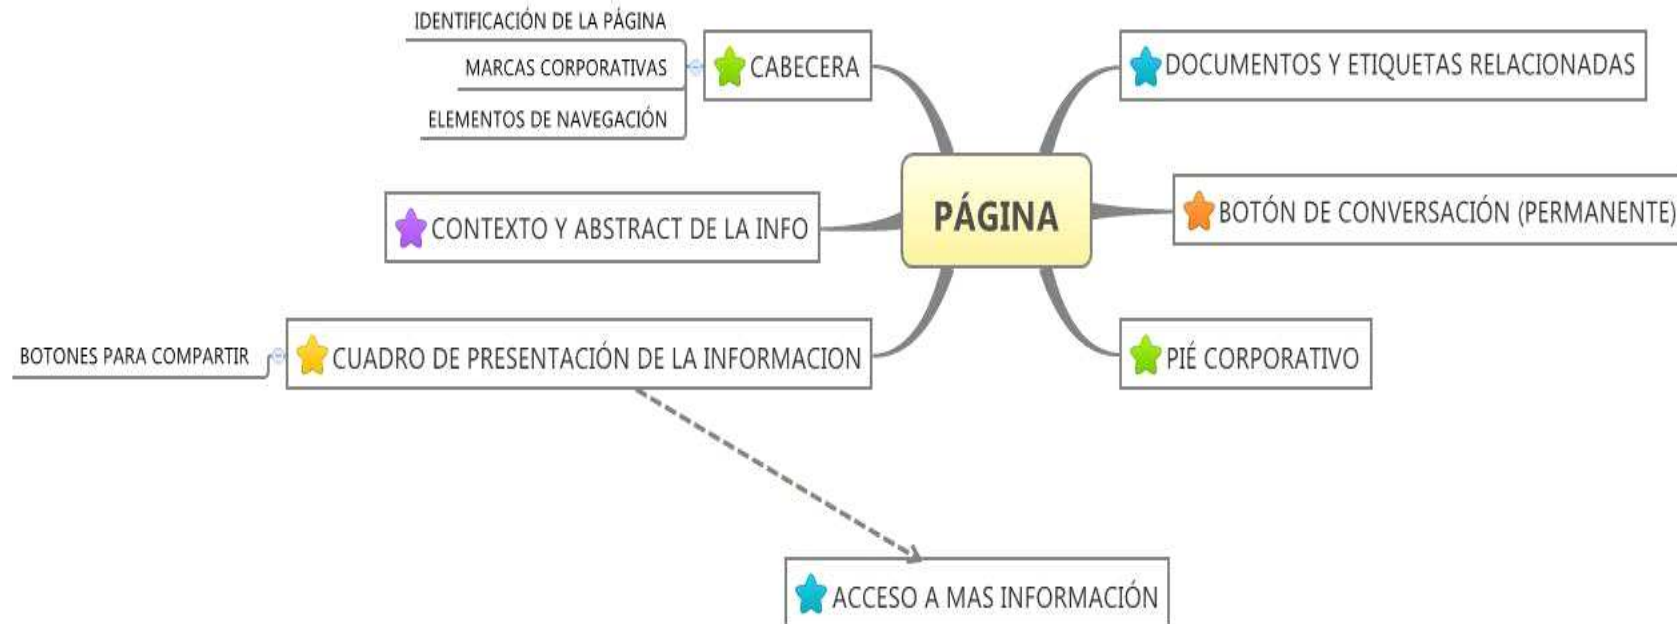 IDENTIFICACIÓN DE LA PÁGINA
MARCAS CORPORATIVAS
ELEMENTOS DE NAVEGACIÓN
CABECERA
DOCUMENTOS Y ETIQUETAS RELACIONADAS
PÁGINA
CONTEXTO Y ABSTRACT DE LA INFO
BOTÓN DE CONVERSACIÓN (PERMANENTE)
BOTONES PARA COMPARTIR
CUADRO DE PRESENTACIÓN DE LA INFORMACION
PIÉ CORPORATIVO
ACCESO A MAS INFORMACIÓN